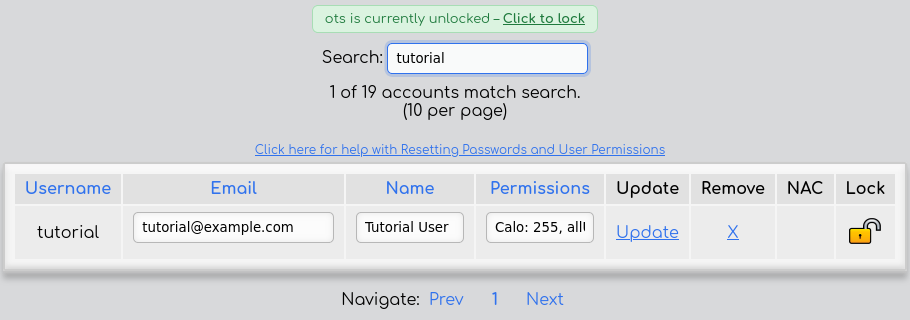 ots is currently unlocked – Click to lock
Search: tutorial
1 of 19 accounts match search.
(10 per page)
Click here for help with Resetting Passwords and User Permissions
Username Email Name Permissions Update Remove NAC Lock
tutorial tutorial@example.com Tutorial User Calo: 255, all Update X
Navigate: Prev 1 Next